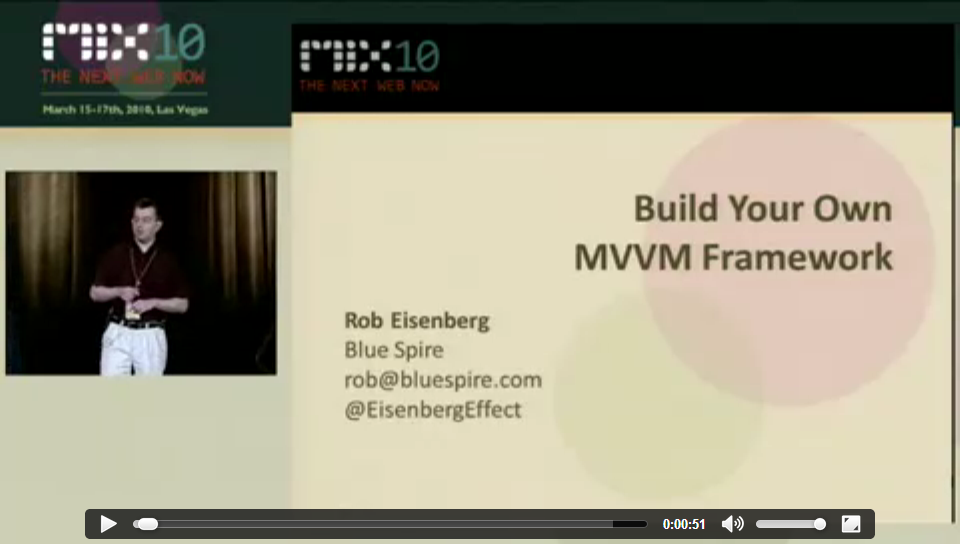 MIX10
THE NEXT WEB NOW
March 15-17th, 2010, Las Vegas
MIX10
THE NEXT WEB NOW
Build Your Own
MVVM Framework
Rob Eisenberg
Blue Spire
rob@bluespire.com
@EisenbergEffect
0:00:51